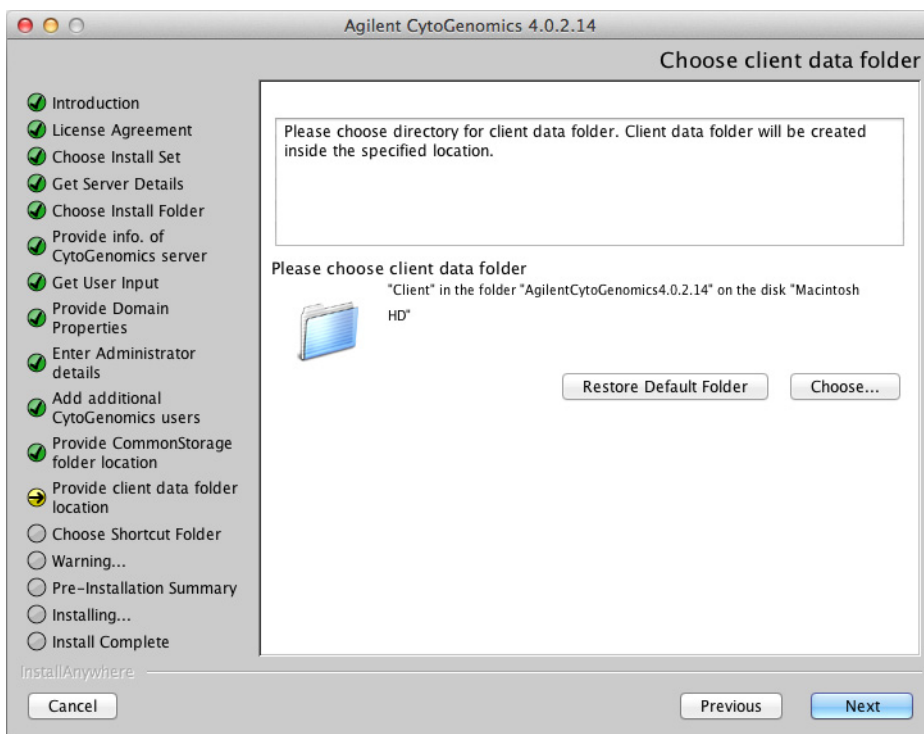 Agilent CytoGenomics 4.0.2.14
Choose client data folder
Introduction
License Agreement
Choose Install Set
Get Server Details
Choose Install Folder
Provide info. of
CytoGenomics server
Get User Input
Provide Domain
Properties
Enter Administrator
details
Add additional
CytoGenomics users
Provide CommonStorage
folder location
Provide client data folder
location
Choose Shortcut Folder
Warning...
Pre-Installation Summary
Installing...
Install Complete
Please choose directory for client data folder. Client data folder will be created
inside the specified location.
Please choose client data folder
"Client" in the folder "AgilentCytoGenomics4.0.2.14" on the disk "Macintosh
HD"
Restore Default Folder
Choose...
InstallAnywhere
Cancel
Previous
Next